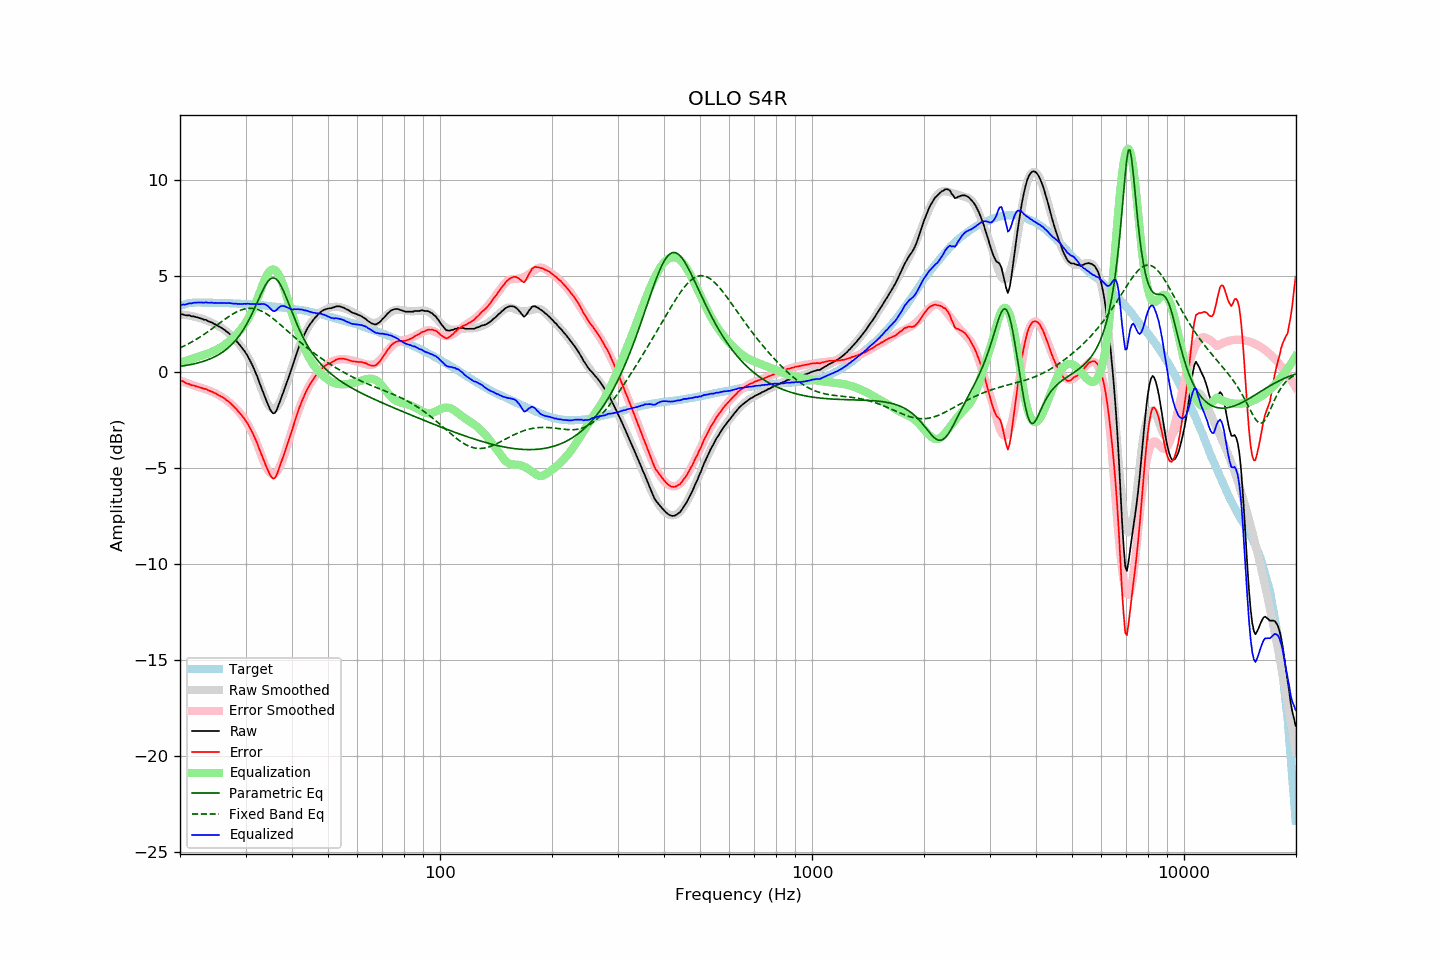 OLLO S4R
Amplitude (dBr)
10
5
0
−5
−10
−15
−20
−25
Target
Raw Smoothed
Error Smoothed
Raw
Error
Equalization
Parametric Eq
Fixed Band Eq
Equalized
100
1000
10000
Frequency (Hz)